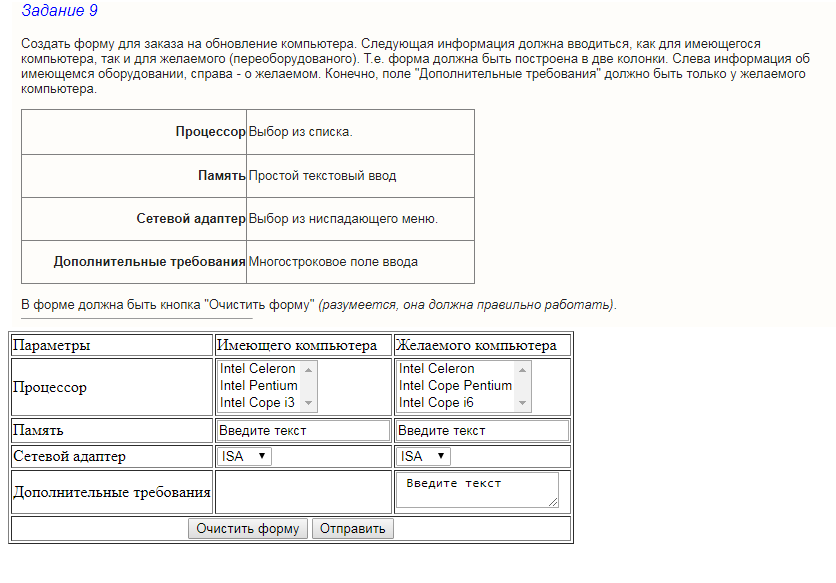 Задание 9
Создать форму для заказа на обновление компьютера. Следующая информация должна вводиться, как для имеющегося
компьютера, так и для желаемого (переоборудованого). Т.е. форма должна быть построена в две колонки. Слева информация об
имеющемся оборудовании, справа - о желаемом. Конечно, поле "Дополнительные требования" должно быть только у желаемого
компьютера.
Процессор Выбор из списка.
Память Простой текстовый ввод
Сетевой адаптер Выбор из ниспадающего меню.
Дополнительные требования Многостроковое поле ввода
В форме должна быть кнопка "Очистить форму" (разумеется, она должна правильно работать).
Параметры Имеющего компьютера Желаемого компьютера
Intel Celeron Intel Celeron
Процессор Intel Pentium Intel Cope Pentium
Intel Cope i3 Intel Cope i6
Память Введите текст Введите текст
Сетевой адаптер ISA ISA
Дополнительные требования Введите текст
Очистить форму Отправить